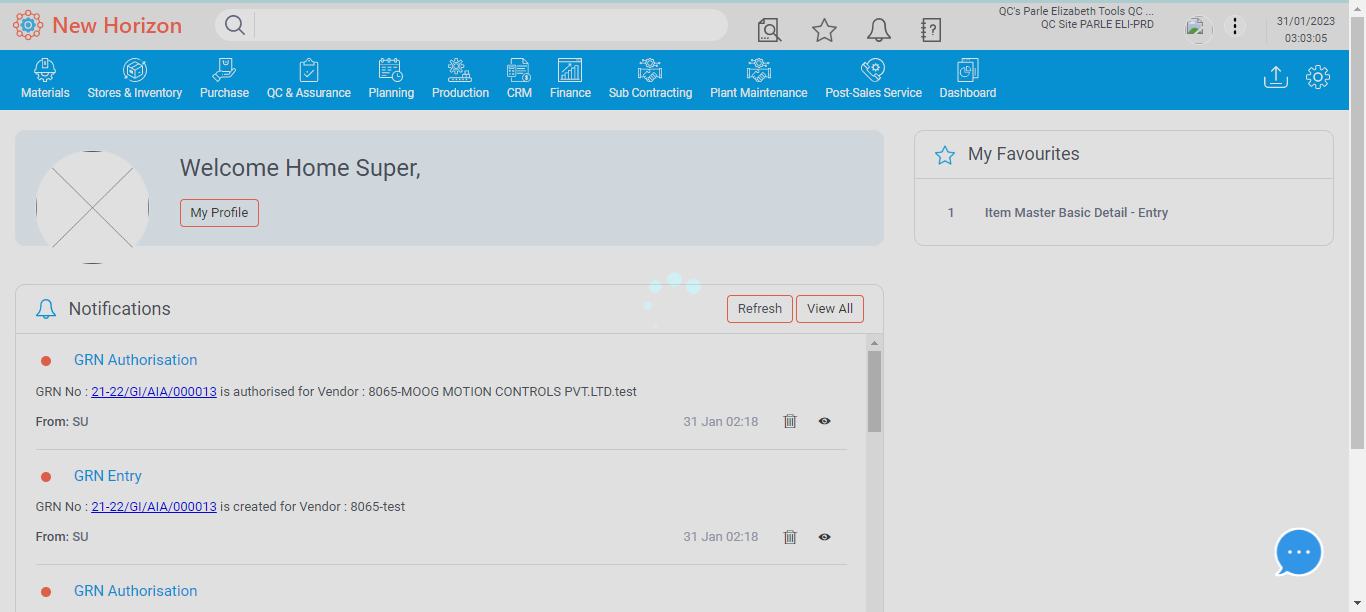 New Horizon
QC's Parle Elizabeth Tools QC ...
QC Site PARLE ELI-PRD
31/01/2023
03:03:05
Materials
Stores & Inventory
Purchase
QC & Assurance
Planning
Production
CRM
Finance
Sub Contracting
Plant Maintenance
Post-Sales Service
Dashboard
Welcome Home Super,
My Profile
My Favourites
1 Item Master Basic Detail - Entry
Notifications
Refresh
View All
GRN Authorisation
GRN No : 21-22/GI/AIA/000013 is authorised for Vendor : 8065-MOOG MOTION CONTROLS PVT.LTD.test
From: SU
31 Jan 02:18
GRN Entry
GRN No : 21-22/GI/AIA/000013 is created for Vendor : 8065-test
From: SU
31 Jan 02:18
GRN Authorisation